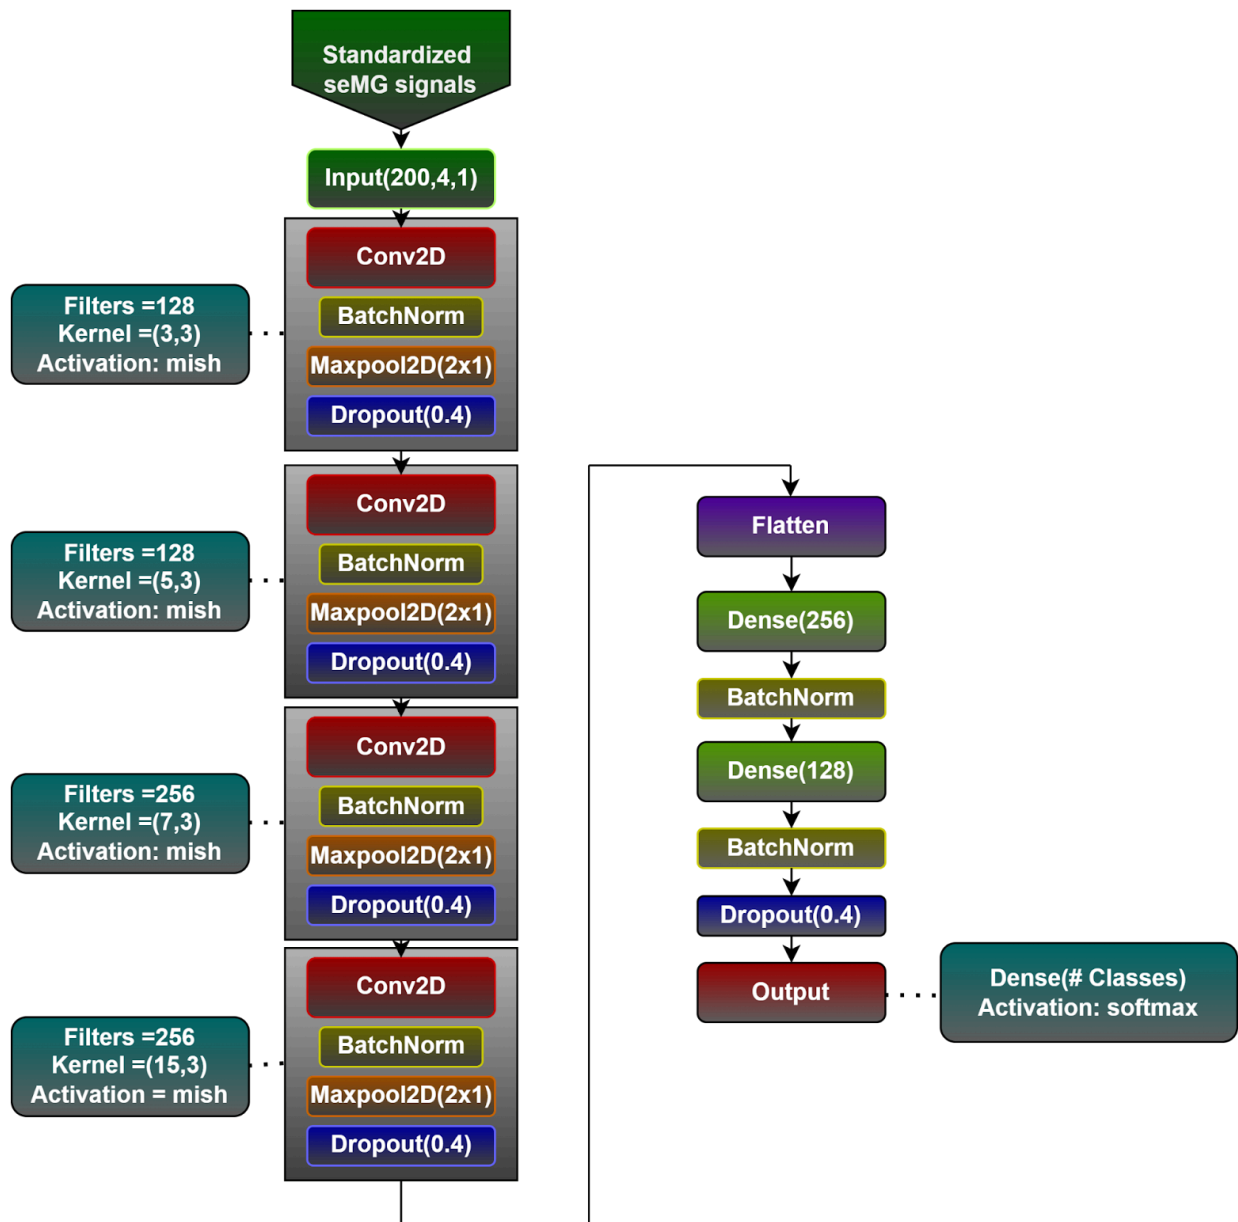 Standardized
seMG signals
Input(200,4,1)
Conv2D
BatchNorm
Maxpool2D(2x1)
Dropout(0.4)
Filters =128
Kernel =(3,3)
Activation: mish
Conv2D
BatchNorm
Maxpool2D(2x1)
Dropout(0.4)
Filters =128
Kernel =(5,3)
Activation: mish
Conv2D
BatchNorm
Maxpool2D(2x1)
Dropout(0.4)
Filters =256
Kernel =(7,3)
Activation: mish
Conv2D
BatchNorm
Maxpool2D(2x1)
Dropout(0.4)
Filters =256
Kernel =(15,3)
Activation = mish
Flatten
Dense(256)
BatchNorm
Dense(128)
BatchNorm
Dropout(0.4)
Output
Dense(# Classes)
Activation: softmax